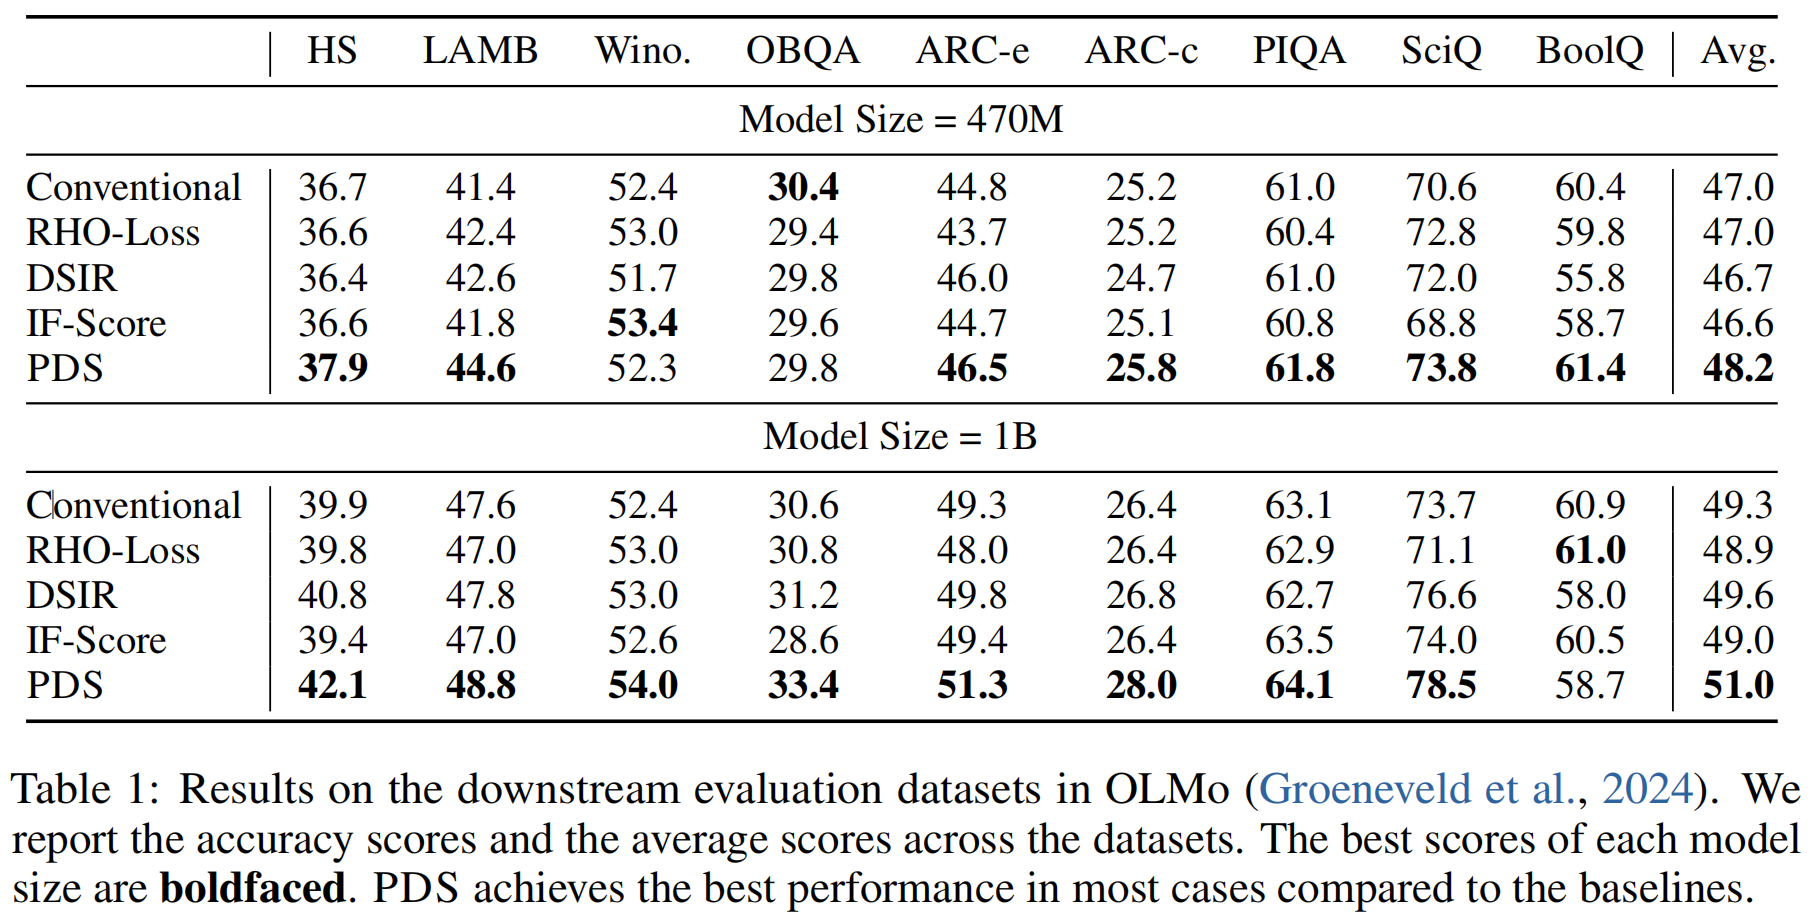 HS LAMB Wino. OBQA ARC-e ARC-c PIQA SciQ BoolQ Avg.
Model Size = 470M
Conventional 36.7 41.4 52.4 30.4 44.8 25.2 61.0 70.6 60.4 47.0
RHO-Loss 36.6 42.4 53.0 29.4 43.7 25.2 60.4 72.8 59.8 47.0
DSIR 36.4 42.6 51.7 29.8 46.0 24.7 61.0 72.0 55.8 46.7
IF-Score 36.6 41.8 53.4 29.6 44.7 25.1 60.8 68.8 58.7 46.6
PDS 37.9 44.6 52.3 29.8 46.5 25.8 61.8 73.8 61.4 48.2
Model Size = 1B
Conventional 39.9 47.6 52.4 30.6 49.3 26.4 63.1 73.7 60.9 49.3
RHO-Loss 39.8 47.0 53.0 30.8 48.0 26.4 62.9 71.1 61.0 48.9
DSIR 40.8 47.8 53.0 31.2 49.8 26.8 62.7 76.6 58.0 49.6
IF-Score 39.4 47.0 52.6 28.6 49.4 26.4 63.5 74.0 60.5 49.0
PDS 42.1 48.8 54.0 33.4 51.3 28.0 64.1 78.5 58.7 51.0
Table 1: Results on the downstream evaluation datasets in OLMo (Groeneveld et al., 2024). We
report the accuracy scores and the average scores across the datasets. The best scores of each model
size are boldfaced. PDS achieves the best performance in most cases compared to the baselines.